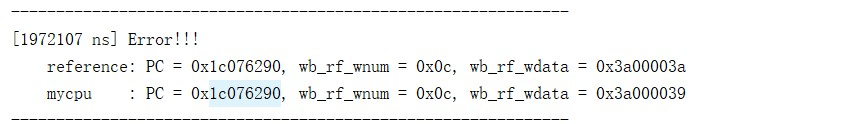 --------------------------------------------------------------
[1972107 ns] Error!!!
    reference: PC = 0x1c076290, wb_rf_wnum = 0x0c, wb_rf_wdata = 0x3a00003a
    mycpu    : PC = 0x1c076290, wb_rf_wnum = 0x0c, wb_rf_wdata = 0x3a000039
--------------------------------------------------------------